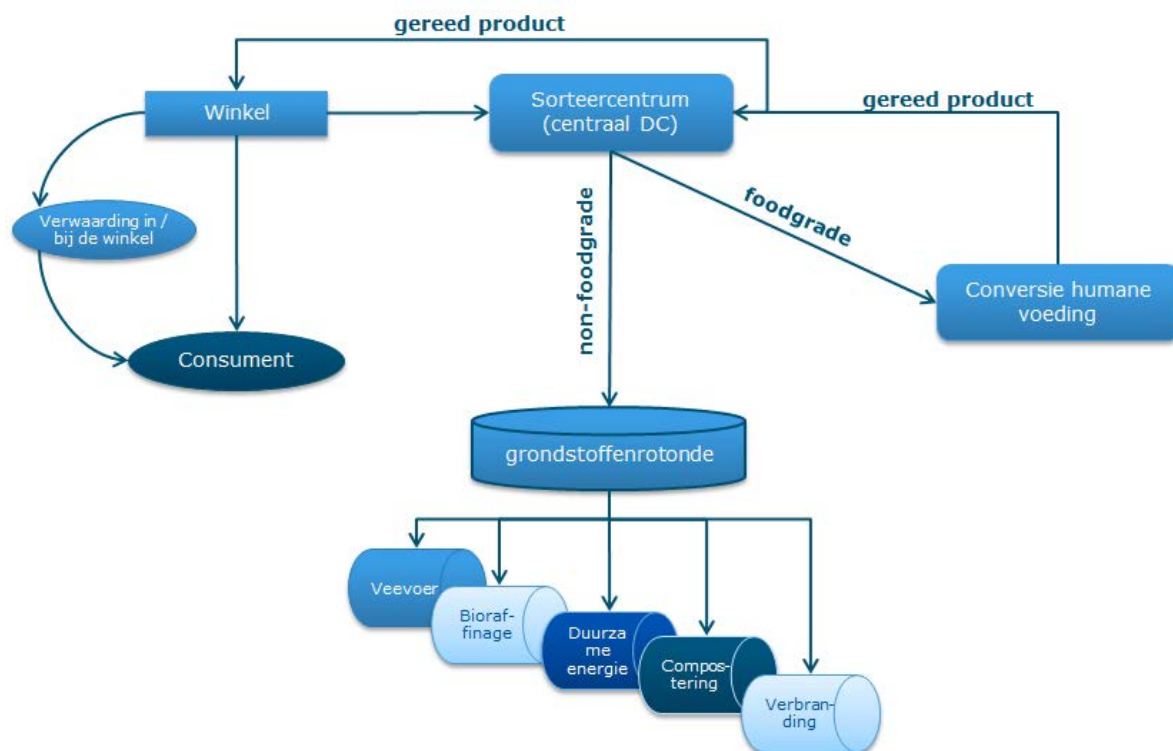 gereed product
Winkel
Sorteercentrum
(centraal DC)
gereed product
Verwaarding in /
bij de winkel
foodgrade
non-foodgrade
Conversie humane
voeding
Consument
grondstoffenrotonde
Veevoer
Bioraf-
finage
Duurza
me
energie
Compos-
tering
Verbran-
ding